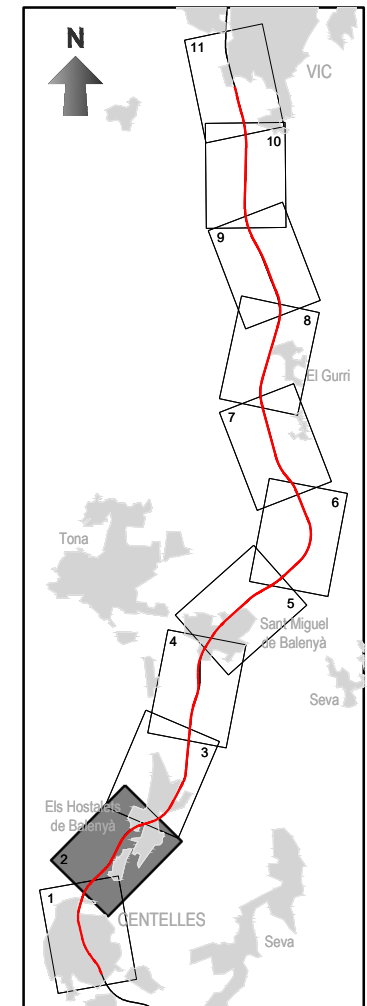 N
11
VIC
10
9
8
El Gurri
7
6
Tona
5
Sant Miguel
de Balenyà
4
Seva
3
Els Hostalets
de Balenyà
2
1
CENTELLES
Seva